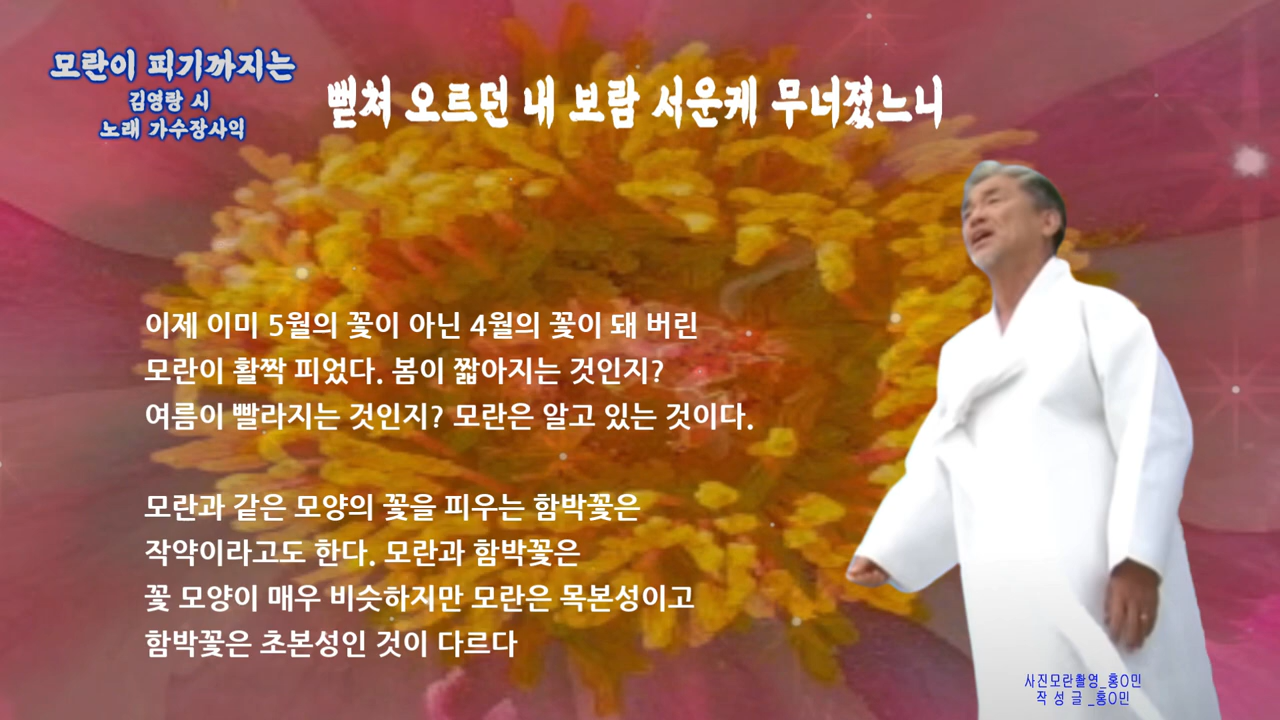 모란이 피기까지는
김영랑 시
노래 가수장사익
뻗쳐 오르던 내 보람 서운케 무너졌느니
이제 이미 5월의 꽃이 아닌 4월의 꽃이 돼 버린
모란이 활짝 피었다. 봄이 짧아지는 것인지?
여름이 빨라지는 것인지? 모란은 알고 있는 것이다.
모란과 같은 모양의 꽃을 피우는 함박꽃은
작약이라고도 한다. 모란과 함박꽃은
꽃 모양이 매우 비슷하지만 모란은 목본성이고
함박꽃은 초본성인 것이 다르다
사진모란촬영_홍O민
작 성 글 _홍O민